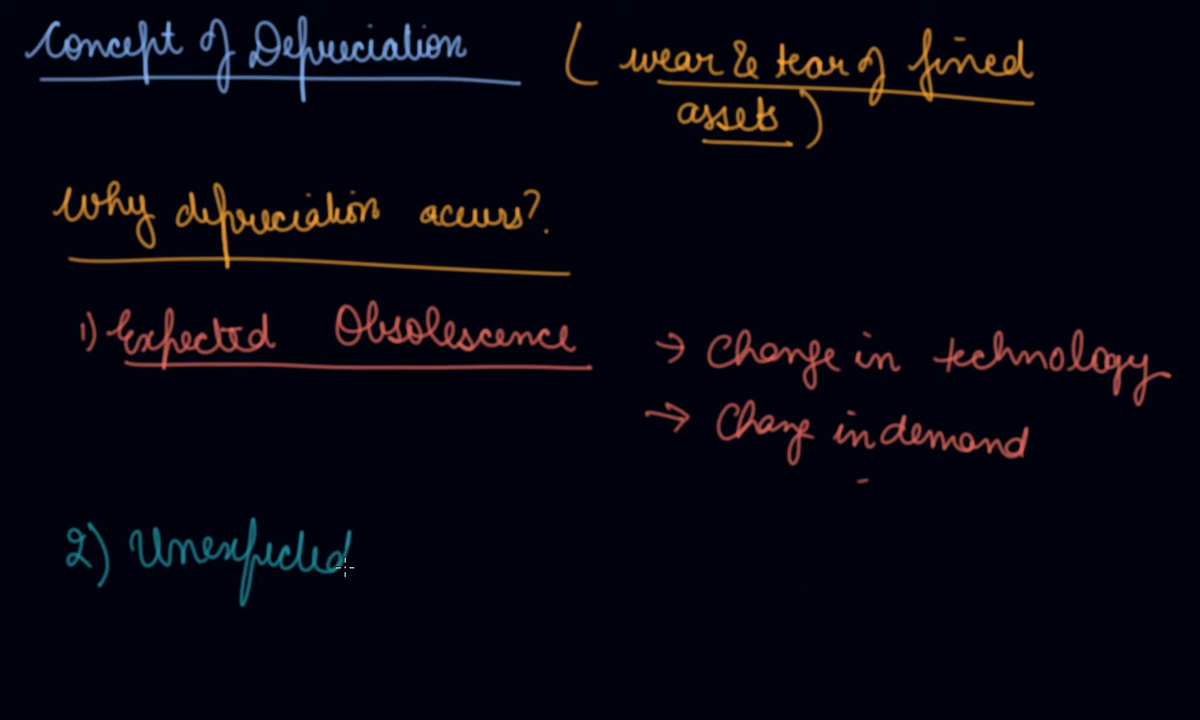 Concept of Depreciation (wear & tear of fixed
assets)
Why depreciation occurs?
1) Expected Obsolescence → Change in technology
→ Change in demand
2) Unexpected